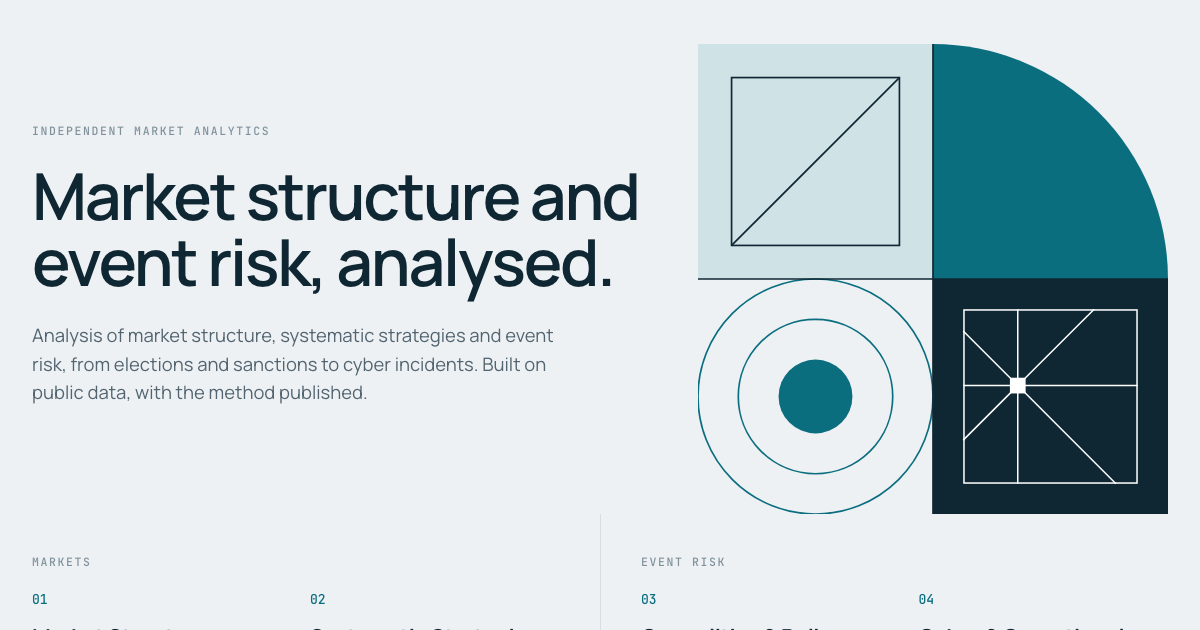 INDEPENDENT MARKET ANALYTICS
Market structure and
event risk, analysed.
Analysis of market structure, systematic strategies and event
risk, from elections and sanctions to cyber incidents. Built on
public data, with the method published.
MARKETS
EVENT RISK
01
02
03
04